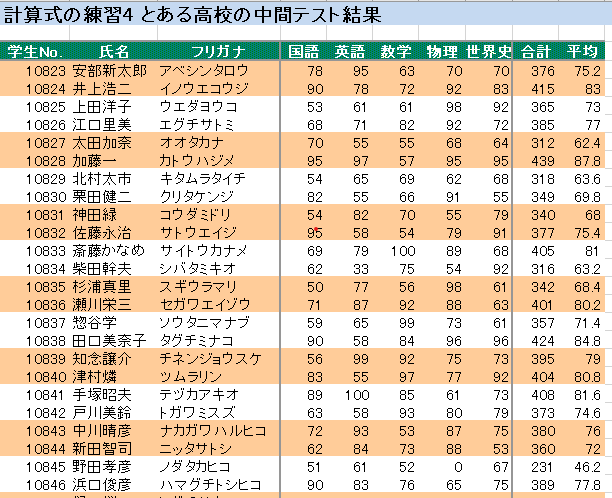 計算式の練習4 とある高校の中間テスト結果
学生No. 氏名 フリガナ 国語 英語 数学 物理 世界史 合計 平均
10823 安部新太郎 アベシンタロウ 78 95 63 70 70 376 75.2
10824 井上浩二 イノウエコウジ 90 78 72 92 83 415 83
10825 上田洋子 ウエダヨウコ 53 61 61 98 92 365 73
10826 江口里美 エグチサトミ 68 71 82 92 72 385 77
10827 太田加奈 オオタカナ 70 55 55 68 64 312 62.4
10828 加藤一 カトウハジメ 95 97 57 95 95 439 87.8
10829 北村太市 キタムラタイチ 54 65 69 62 68 318 63.6
10830 栗田健二 クリタケンジ 82 55 66 91 55 349 69.8
10831 神田緑 コウダミドリ 54 82 70 55 79 340 68
10832 佐藤永治 サトウエイジ 95 58 54 79 91 377 75.4
10833 斎藤かなめ サイトウカナメ 69 79 100 89 68 405 81
10834 柴田幹夫 シバタミキオ 62 33 75 54 92 316 63.2
10835 杉浦真里 スギウラマリ 50 77 56 98 61 342 68.4
10836 瀬川栄三 セガワエイゾウ 71 87 92 88 63 401 80.2
10837 惣谷学 ソウタニマナブ 59 65 99 73 61 357 71.4
10838 田口美奈子 タグチミナコ 90 58 84 96 96 424 84.8
10839 知念譲介 チネンジョウスケ 56 99 92 75 73 395 79
10840 津村燐 ツムラリン 83 55 97 77 92 404 80.8
10841 手塚昭夫 テヅカアキオ 89 100 85 61 73 408 81.6
10842 戸川美鈴 トガワミスズ 63 58 93 80 79 373 74.6
10843 中川晴彦 ナカガワハルヒコ 72 93 53 87 75 380 76
10844 新田智司 ニッタサトシ 62 84 73 88 53 360 72
10845 野田孝彦 ノダタカヒコ 51 61 52 0 67 231 46.2
10846 浜口俊彦 ハマグチトシヒコ 90 83 76 65 75 389 77.8